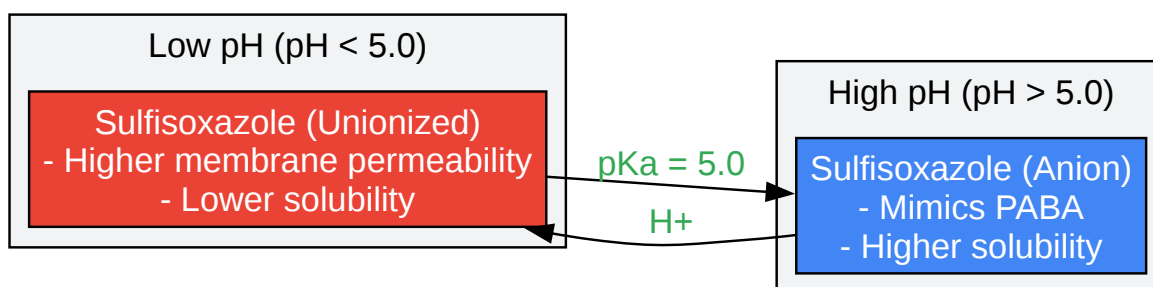 Low pH (pH < 5.0)
Sulfisoxazole (Unionized)
- Higher membrane permeability
- Lower solubility
pKa = 5.0
H+
High pH (pH > 5.0)
Sulfisoxazole (Anion)
- Mimics PABA
- Higher solubility